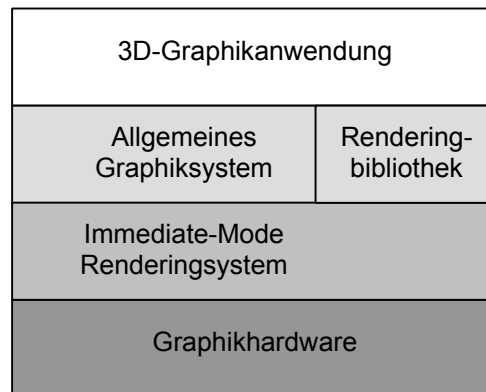 3D-Graphikanwendung
Allgemeines
Graphiksystem
Rendering-
bibliothek
Immediate-Mode
Renderingsystem
Graphikhardware